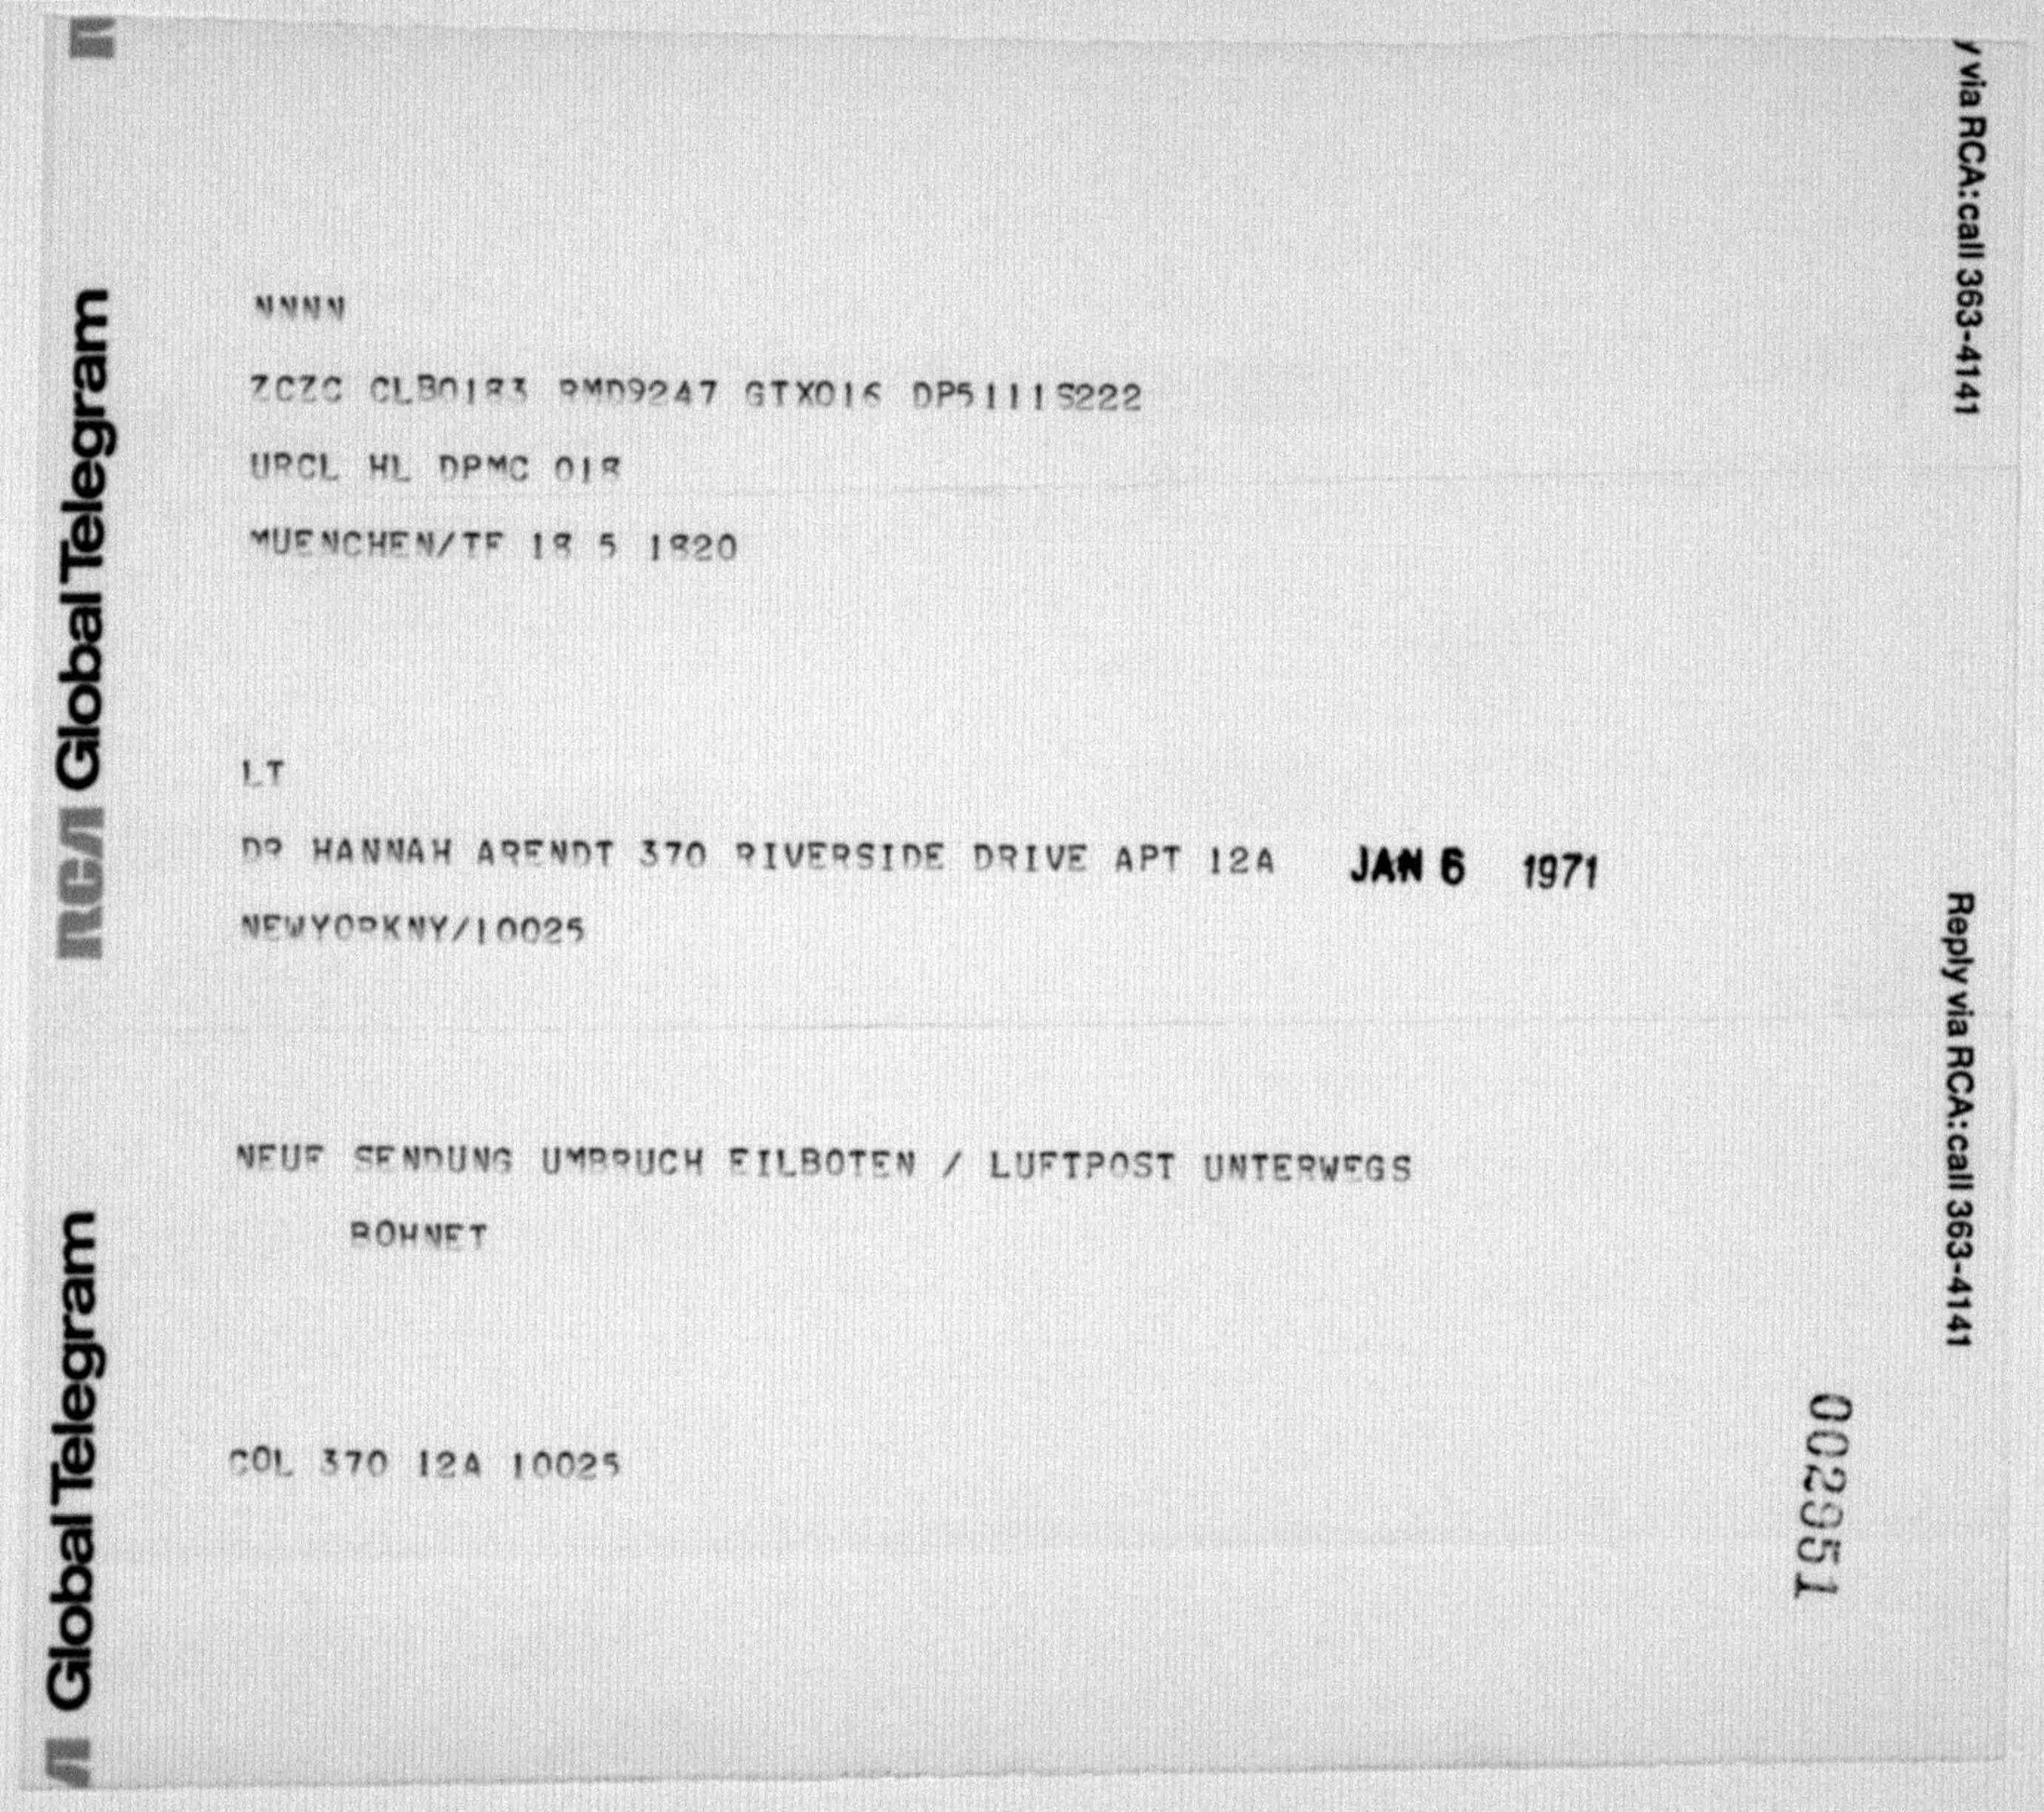 NNNN
ZCZC CLB0183 RMD9247 GTX016 DP5111S222
URCL HL DPMC 018
MUENCHEN/TF 18 5 1820
LT
DR HANNAH ARENDT 370 RIVERSIDE DRIVE APT 12A JAN 6 1971
NEWYORKNY/10025
NEUE SENDUNG UMBRUCH EILBOTEN / LUFTPOST UNTERWEGS
BOHNET
COL 370 12A 10025
RCA Global Telegram
Global Telegram
y via RCA: call 363-4141
Reply via RCA: call 363-4141
002951